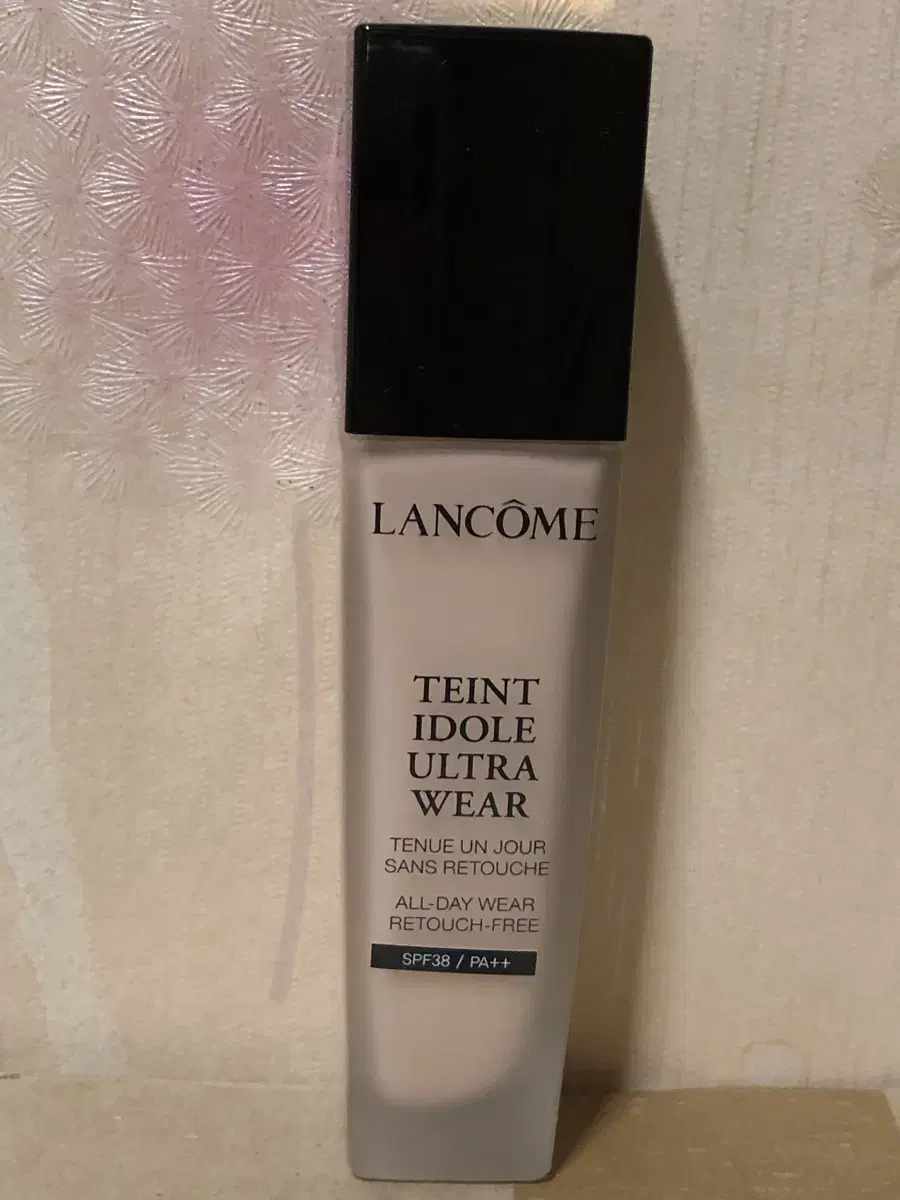 LANCÔME
TEINT
IDOLE
ULTRA
WEAR
TENUE UN JOUR
SANS RETOUCHE
ALL-DAY WEAR
RETOUCH-FREE
SPF38 / PA++